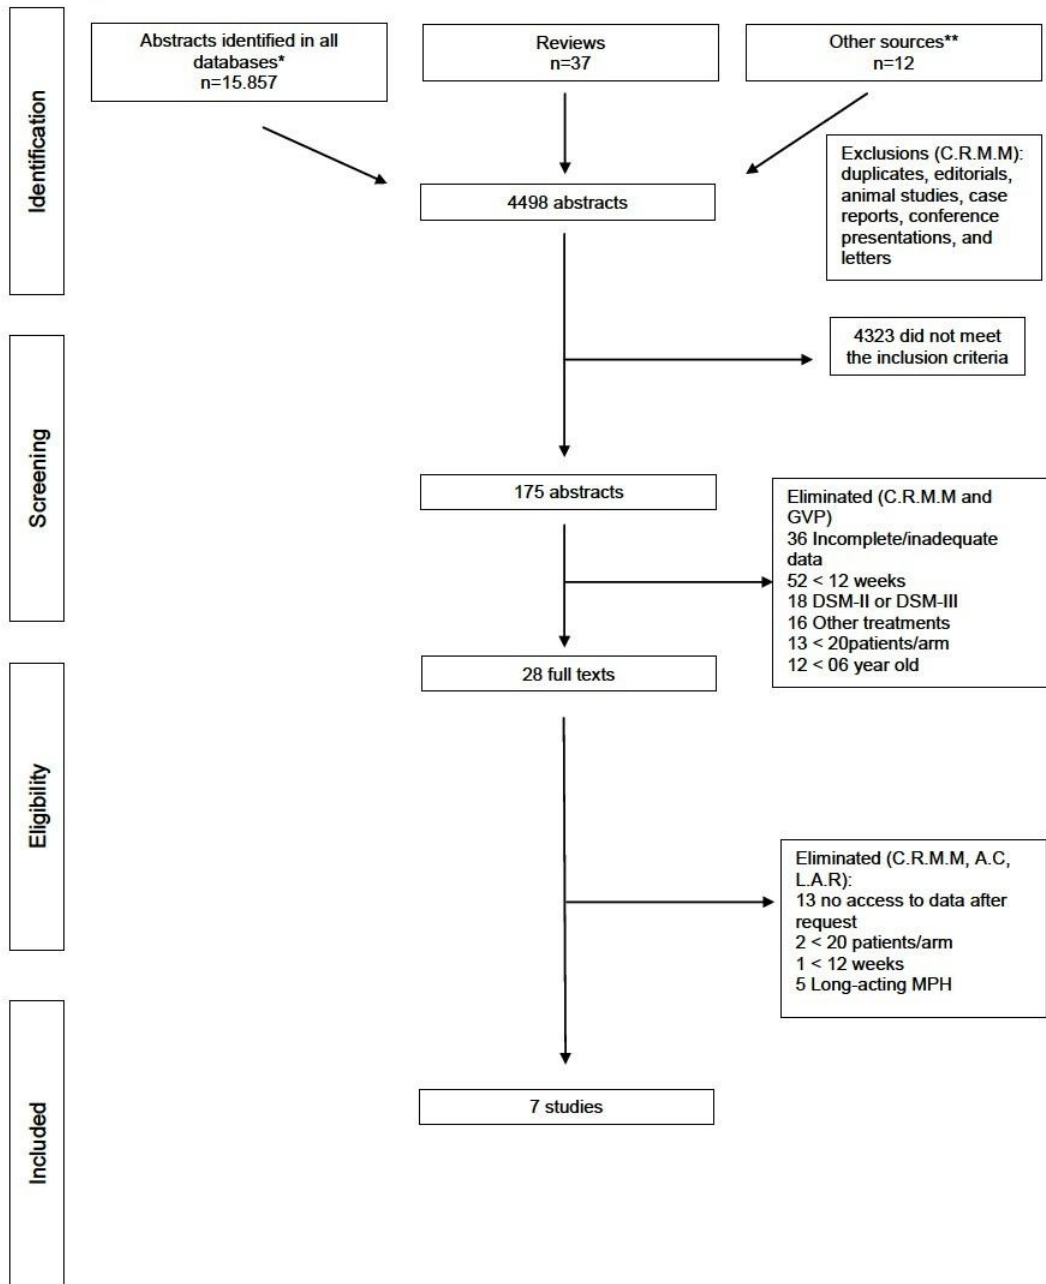 Identification
Abstracts identified in all
databases*
n=15.857
Reviews
n=37
Other sources**
n=12
Exclusions (C.R.M.M):
duplicates, editorials,
animal studies, case
reports, conference
presentations, and
letters
4498 abstracts
4323 did not meet
the inclusion criteria
Screening
175 abstracts
Eliminated (C.R.M.M and
GVP)
36 Incomplete/inadequate
data
52 < 12 weeks
18 DSM-II or DSM-III
16 Other treatments
13 < 20patients/arm
12 < 06 year old
Eligibility
28 full texts
Eliminated (C.R.M.M, A.C,
L.A.R):
13 no access to data after
request
2 < 20 patients/arm
1 < 12 weeks
5 Long-acting MPH
Included
7 studies